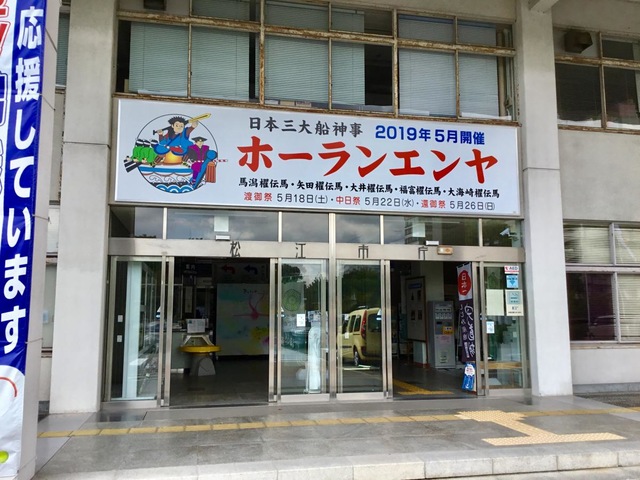 応援しています
日本三大船神事 2019年5月開催
ホーランエンヤ
馬潟櫂伝馬・矢田櫂伝馬・大井櫂伝馬・福富櫂伝馬・大海崎櫂伝馬
渡御祭 5月18日(土)・中日祭 5月22日(水)・還御祭 5月26日(日)
松江市庁